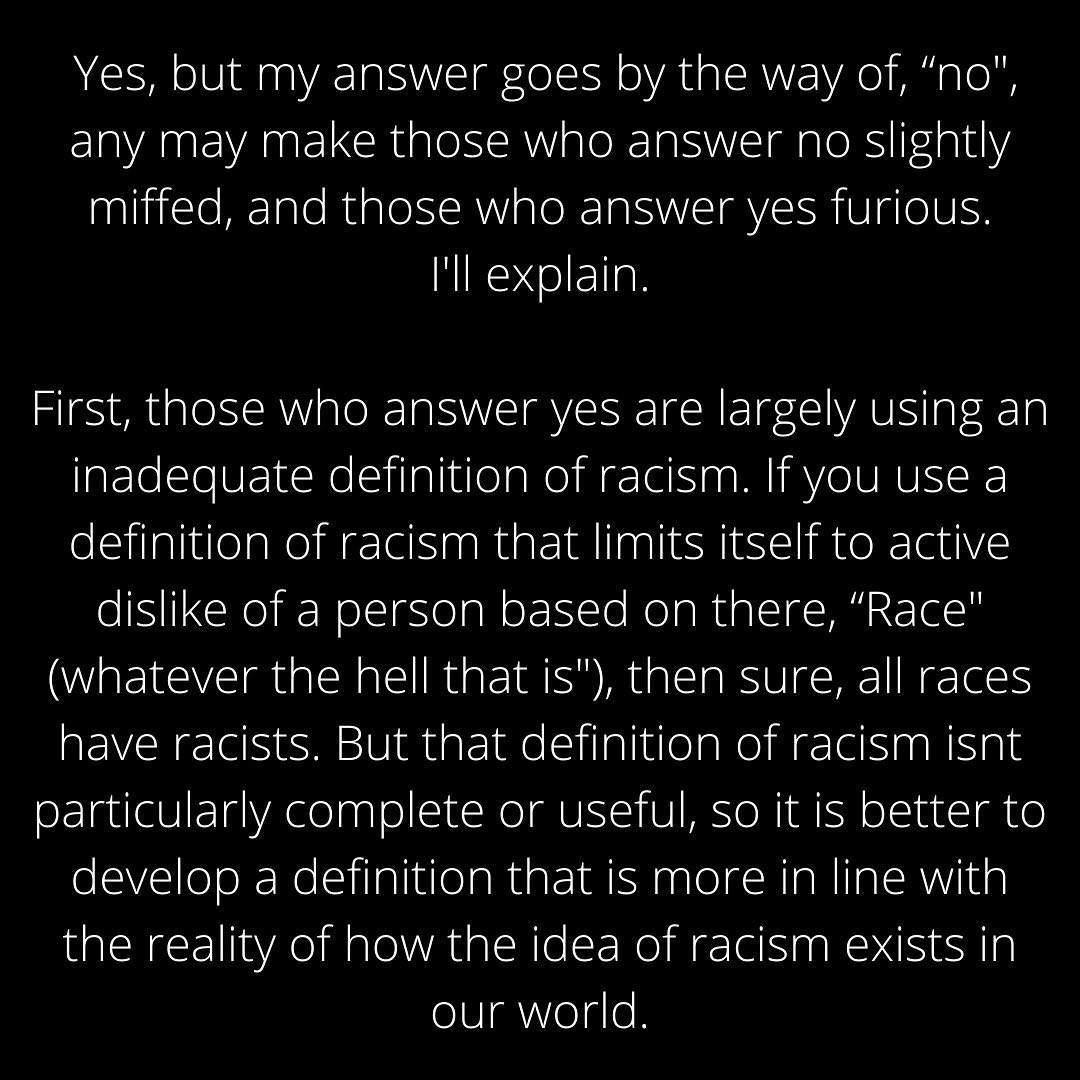 Yes, but my answer goes by the way of, “no",
any may make those who answer no slightly
miffed, and those who answer yes furious.
I'll explain.
First, those who answer yes are largely using an
inadequate definition of racism. If you use a
definition of racism that limits itself to active
dislike of a person based on there, “Race"
(whatever the hell that is"), then sure, all races
have racists. But that definition of racism isnt
particularly complete or useful, so it is better to
develop a definition that is more in line with
the reality of how the idea of racism exists in
our world.